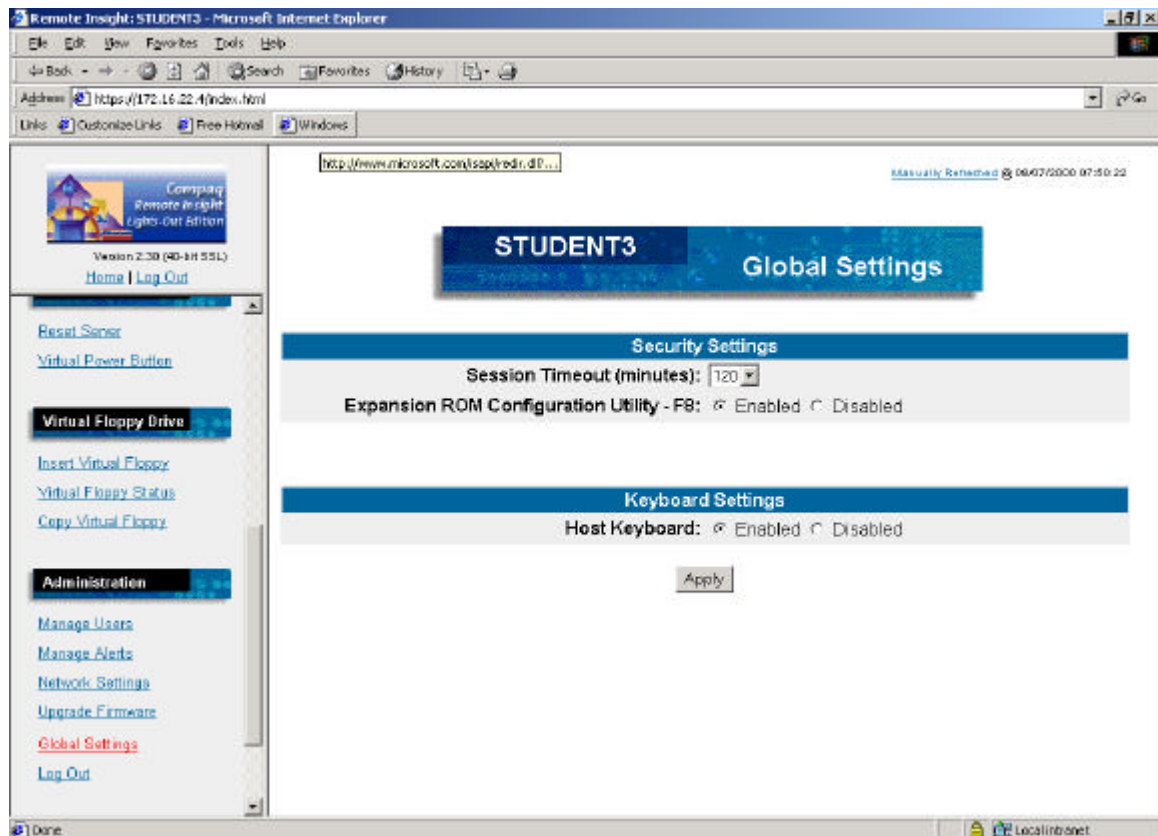 Remote Insight: STUDENT3 - Microsoft Internet Explorer
File Edit View Favorites Tools Help
Back Search Favorites History
Address https://172.16.22.4/index.html Go
Links Customize Links Free Hotmail Windows
http://www.microsoft.com/isapi/redir.dll?...
Compaq
Remote Insight
Lights-Out Edition
Version 2.30 (40-bit SSL)
Home | Log Out
Reset Server
Virtual Power Button
Virtual Floppy Drive
Insert Virtual Floppy
Virtual Floppy Status
Copy Virtual Floppy
Administration
Manage Users
Manage Alerts
Network Settings
Upgrade Firmware
Global Settings
Log Out
Manually Refreshed @ 07:50:22
STUDENT3
Global Settings
Security Settings
Session Timeout (minutes): 120
Expansion ROM Configuration Utility - F8: Enabled Disabled
Keyboard Settings
Host Keyboard: Enabled Disabled
Apply
Done
Local intranet